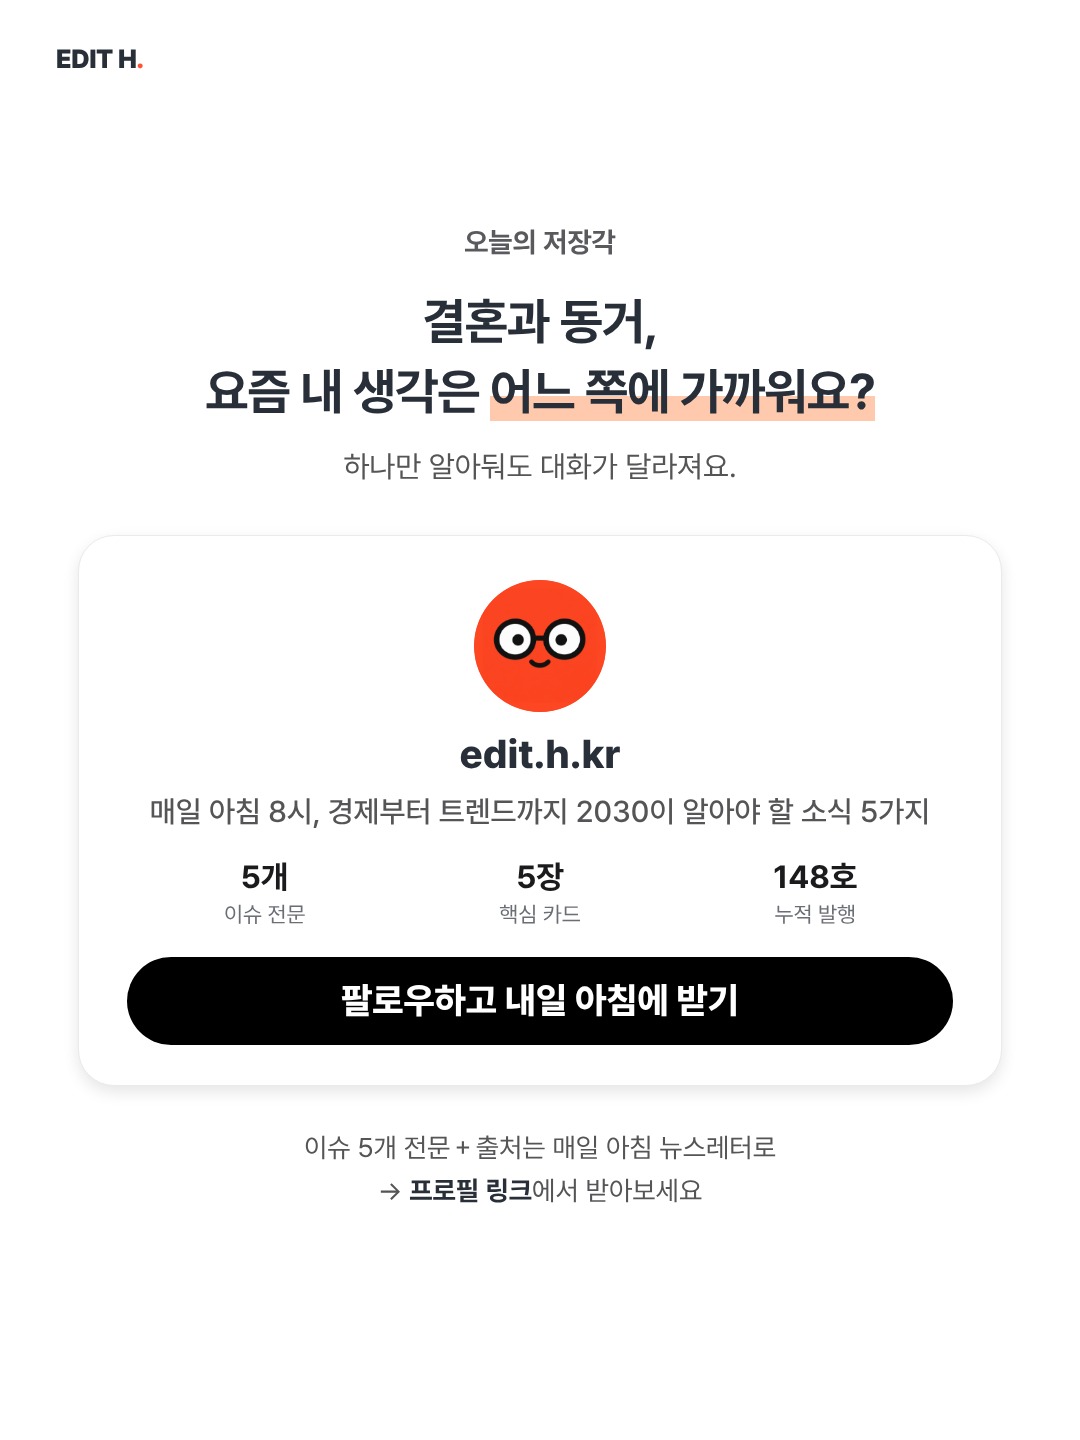 EDIT H.
오늘의 저장각
결혼과 동거,
요즘 내 생각은 어느 쪽에 가까워요?
하나만 알아둬도 대화가 달라져요.
edit.h.kr
매일 아침 8시, 경제부터 트렌드까지 2030이 알아야 할 소식 5가지
5개 5장 148호
이슈 전문 핵심 카드 누적 발행
팔로우하고 내일 아침에 받기
이슈 5개 전문 + 출처는 매일 아침 뉴스레터로
→ 프로필 링크에서 받아보세요